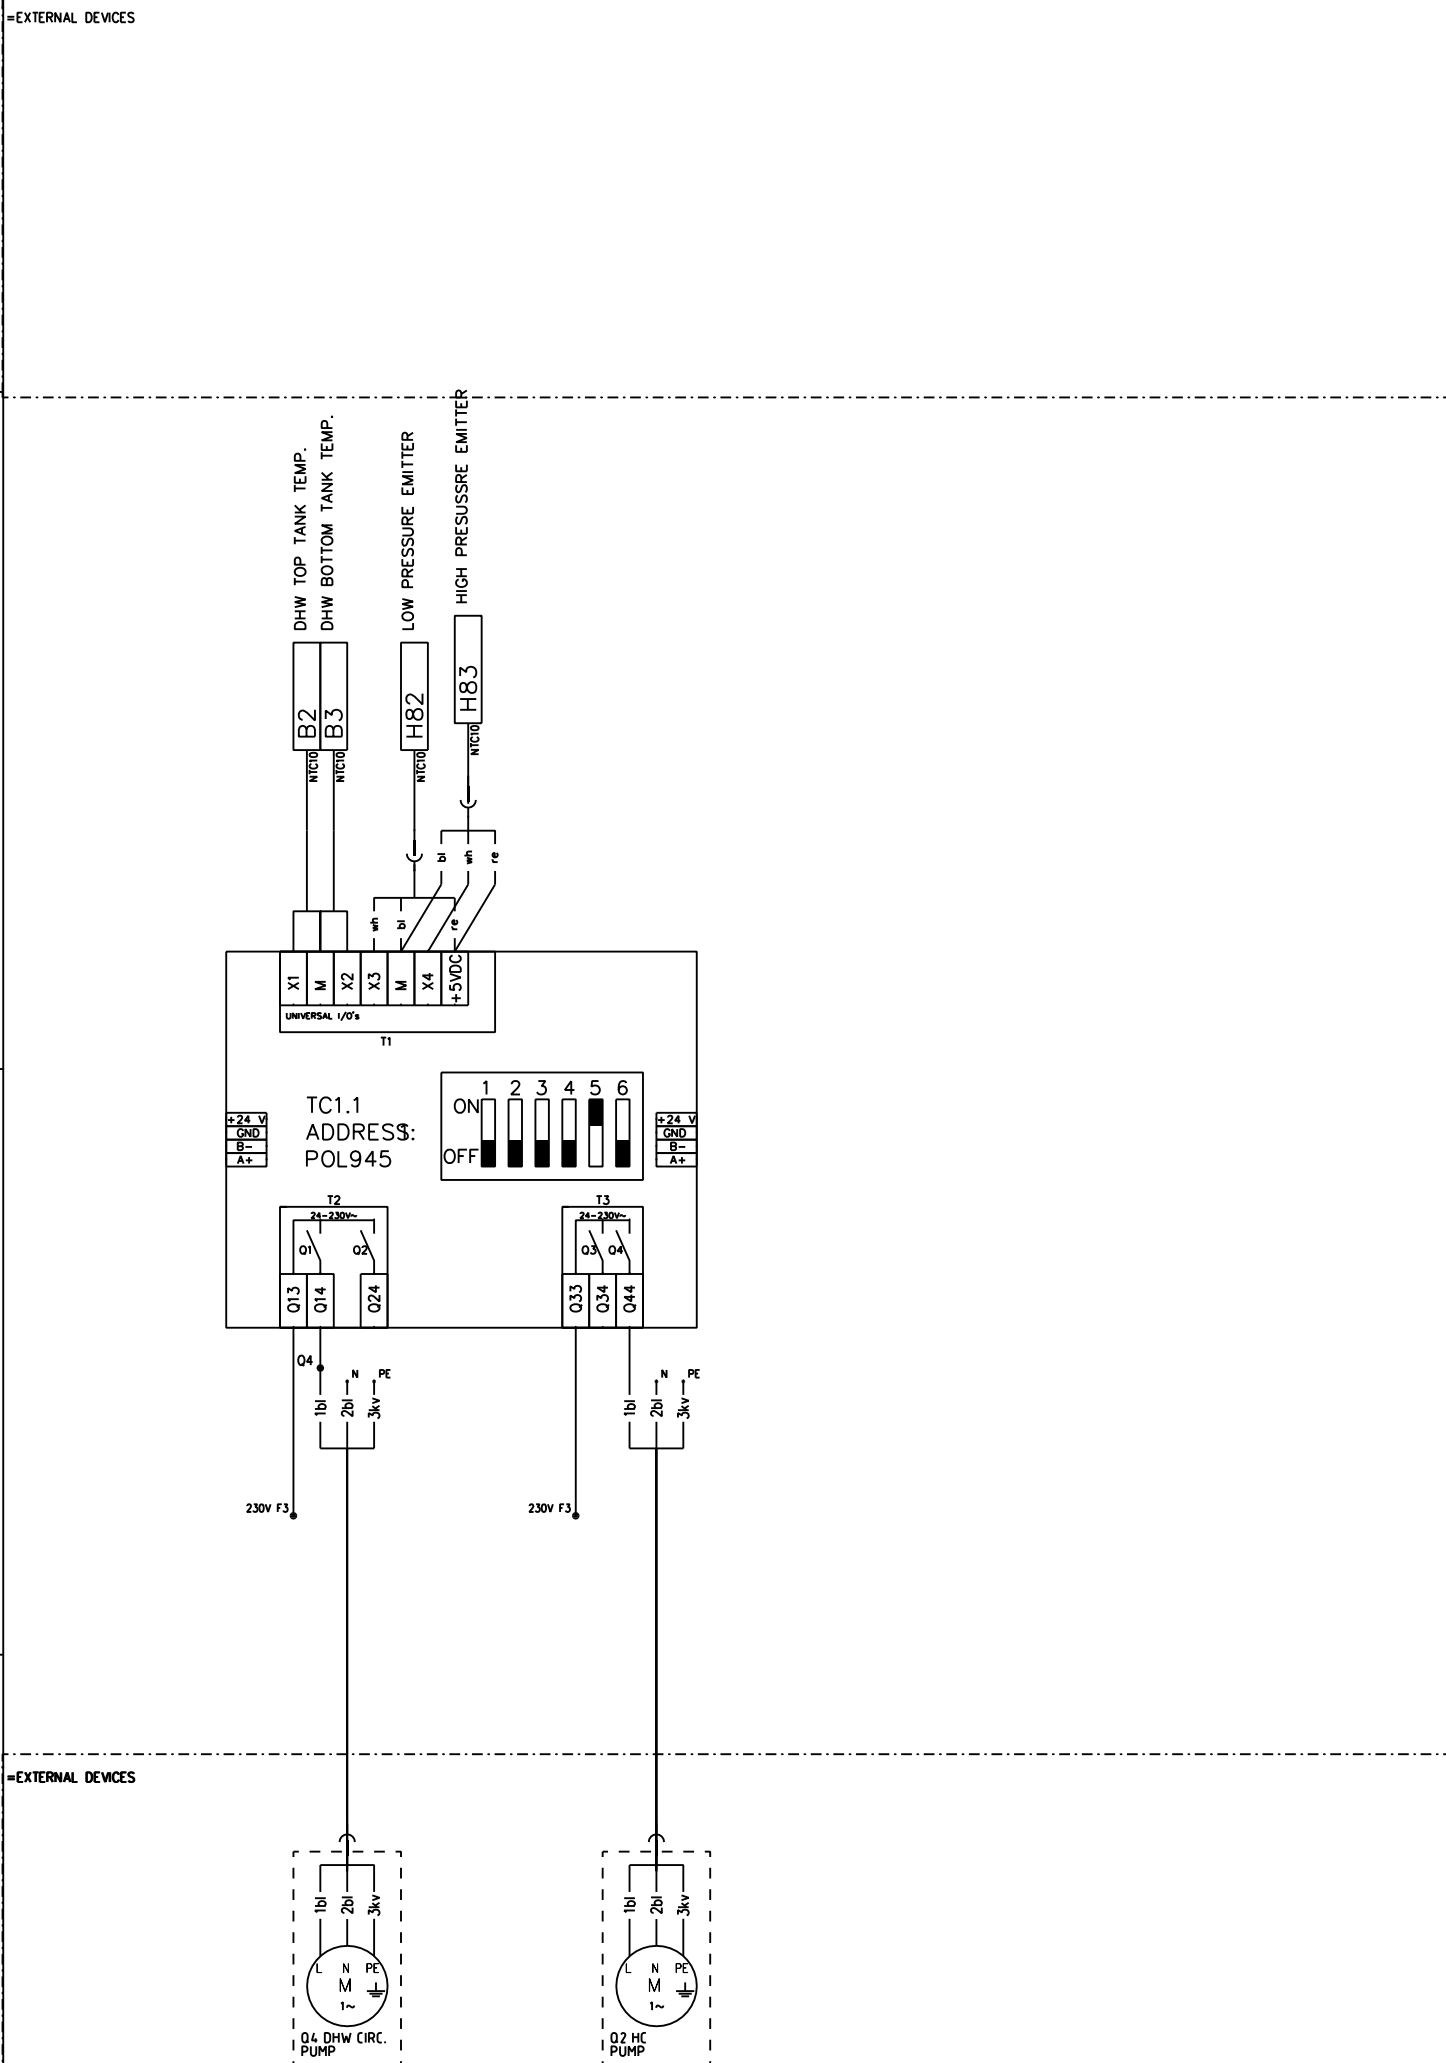 =EXTERNAL DEVICES
DHW TOP TANK TEMP.
DHW BOTTOM TANK TEMP.
LOW PRESSURE EMITTER
HIGH PRESUSSRE EMITTER
B2
B3
H82
H83
NTC10
NTC10
NTC10
NTC10
bl
wh
re
wh
bl
re
X1
M
X2
X3
M
X4
+5VDC
UNIVERSAL I/O's
T1
1 2 3 4 5 6
ON
OFF
TC1.1
ADDRESS:
POL945
+24 V
GND
B-
A+
+24 V
GND
B-
A+
T2
24-230V~
Q1
Q2
Q13
Q14
Q24
T3
24-230V~
Q3
Q4
Q33
Q34
Q44
Q4
N
PE
1bl
2bl
3kv
N
PE
1bl
2bl
3kv
230V F3
230V F3
=EXTERNAL DEVICES
1bl
2bl
3kv
L N PE
M
1~
Q4 DHW CIRC.
PUMP
1bl
2bl
3kv
L N PE
M
1~
Q2 HC
PUMP